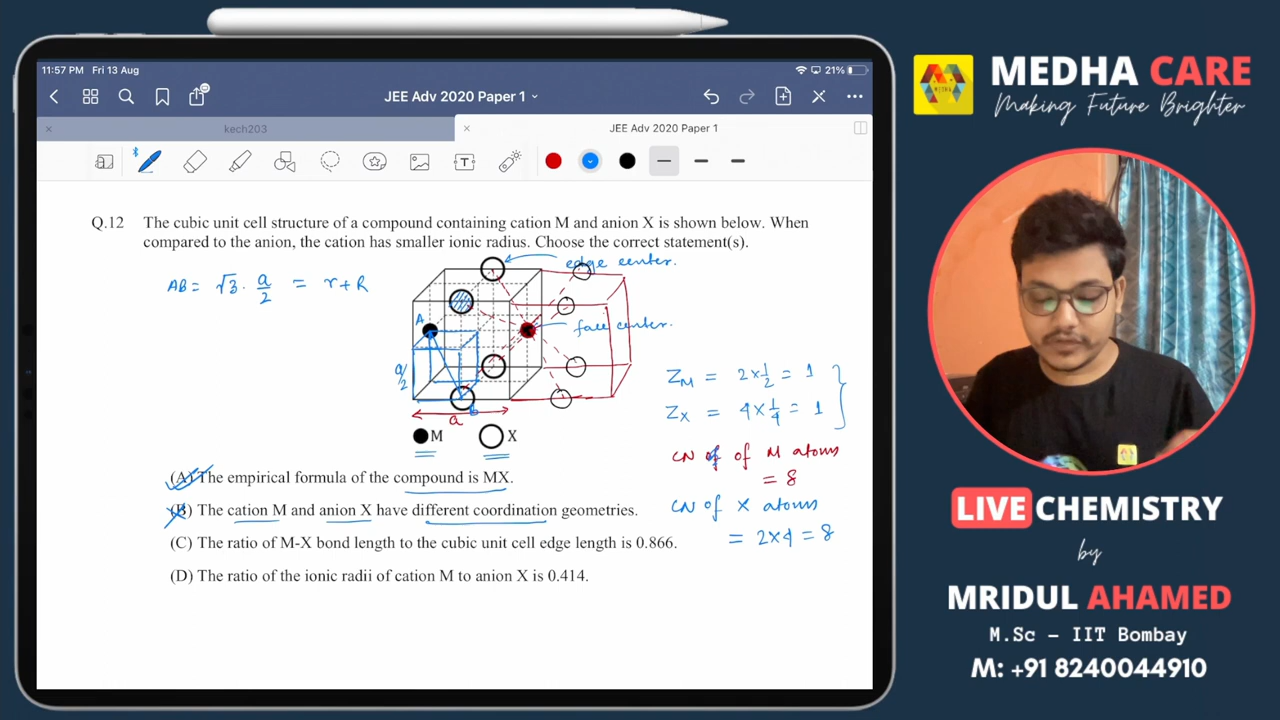 11:57 PM Fri 13 Aug
21%
JEE Adv 2020 Paper 1
kech203
JEE Adv 2020 Paper 1
T
Q.12 The cubic unit cell structure of a compound containing cation M and anion X is shown below. When
compared to the anion, the cation has smaller ionic radius. Choose the correct statement(s).
edge center.
AB = √3 · a/2 = r+R
A
face center.
a/2
B
a
M X
Z_M = 2×1/2 = 1
Z_X = 4×1/4 = 1
CN of of M atoms
= 8
CN of X atoms
= 2×4 = 8
(A) The empirical formula of the compound is MX.
(B) The cation M and anion X have different coordination geometries.
(C) The ratio of M-X bond length to the cubic unit cell edge length is 0.866.
(D) The ratio of the ionic radii of cation M to anion X is 0.414.
MEDHA CARE
Making Future Brighter
LIVE CHEMISTRY
by
MRIDUL AHAMED
M.Sc - IIT Bombay
M: +91 8240044910